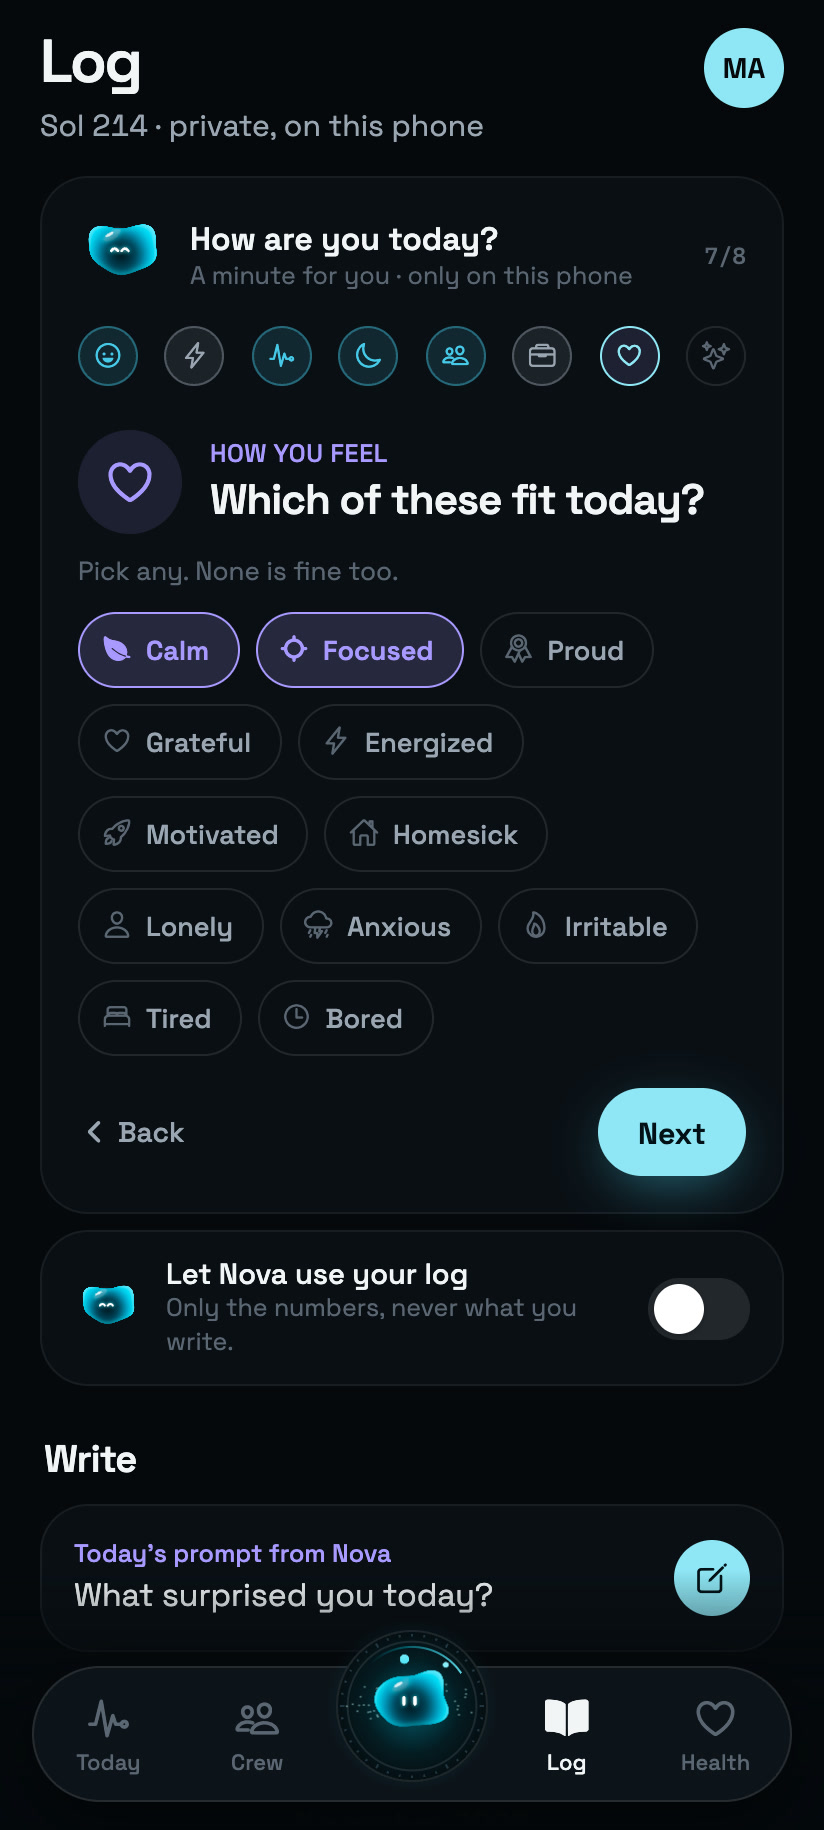 Log
MA
Sol 214 · private, on this phone
How are you today?
A minute for you · only on this phone
7/8
HOW YOU FEEL
Which of these fit today?
Pick any. None is fine too.
Calm
Focused
Proud
Grateful
Energized
Motivated
Homesick
Lonely
Anxious
Irritable
Tired
Bored
Back
Next
Let Nova use your log
Only the numbers, never what you
write.
Write
Today's prompt from Nova
What surprised you today?
Today
Crew
Log
Health